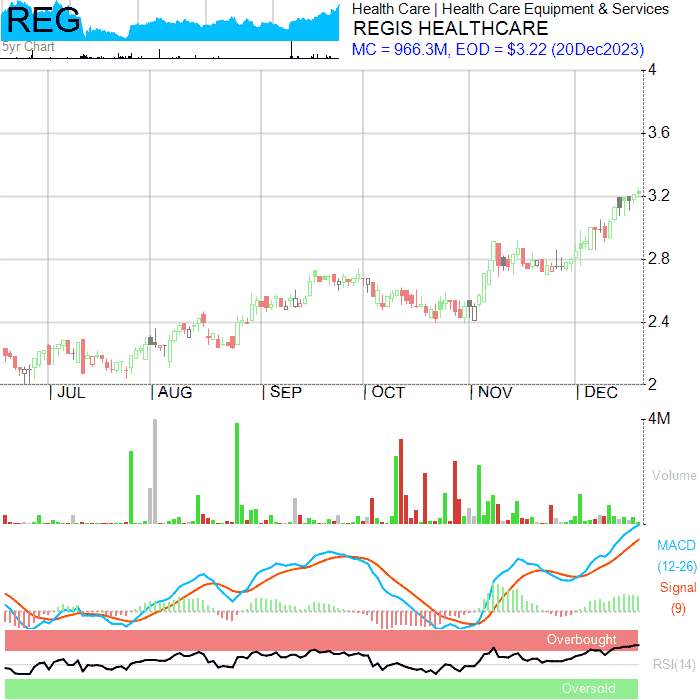 REG
5yr Chart
Health Care | Health Care Equipment & Services
REGIS HEALTHCARE
MC = 966.3M, EOD = $3.22 (20Dec2023)
4
3.6
3.2
2.8
2.4
2
JUL
AUG
SEP
OCT
NOV
DEC
4M
Volume
MACD
(12-26)
Signal
(9)
Overbought
RSI(14)
Oversold